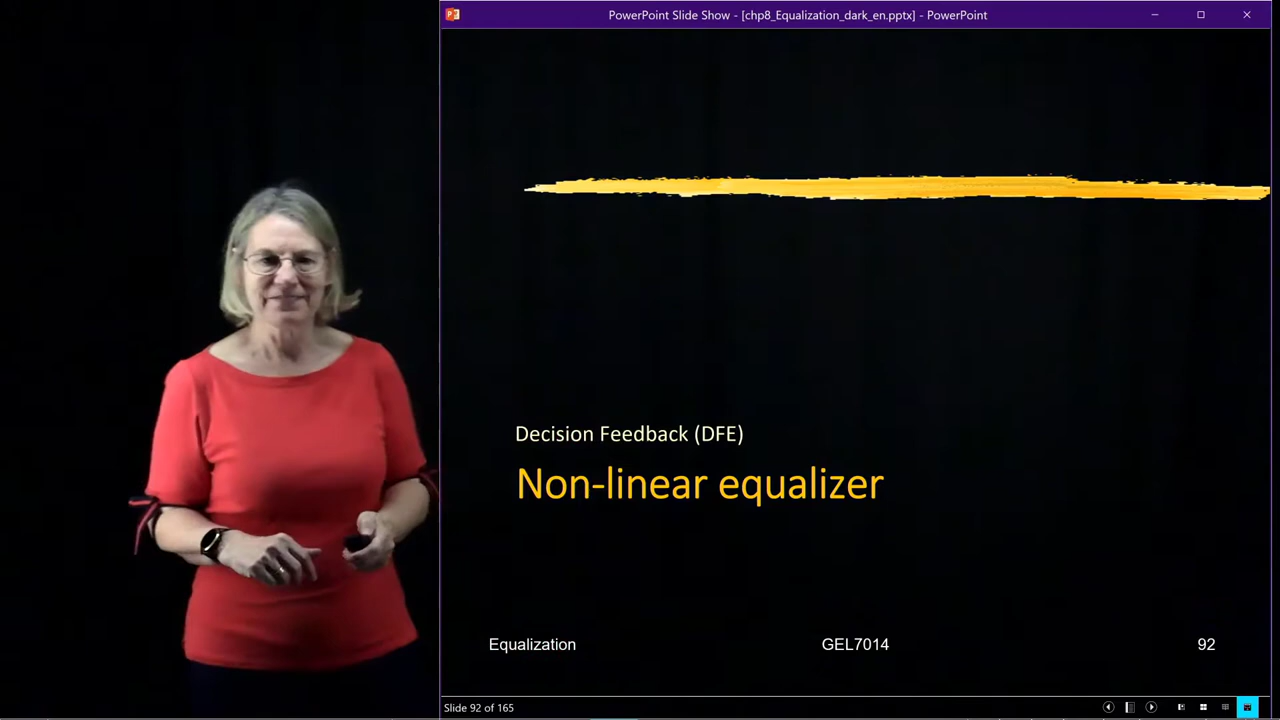 PowerPoint Slide Show - [chp8_Equalization_dark_en.pptx] - PowerPoint
Decision Feedback (DFE)
Non-linear equalizer
Equalization GEL7014 92
Slide 92 of 165